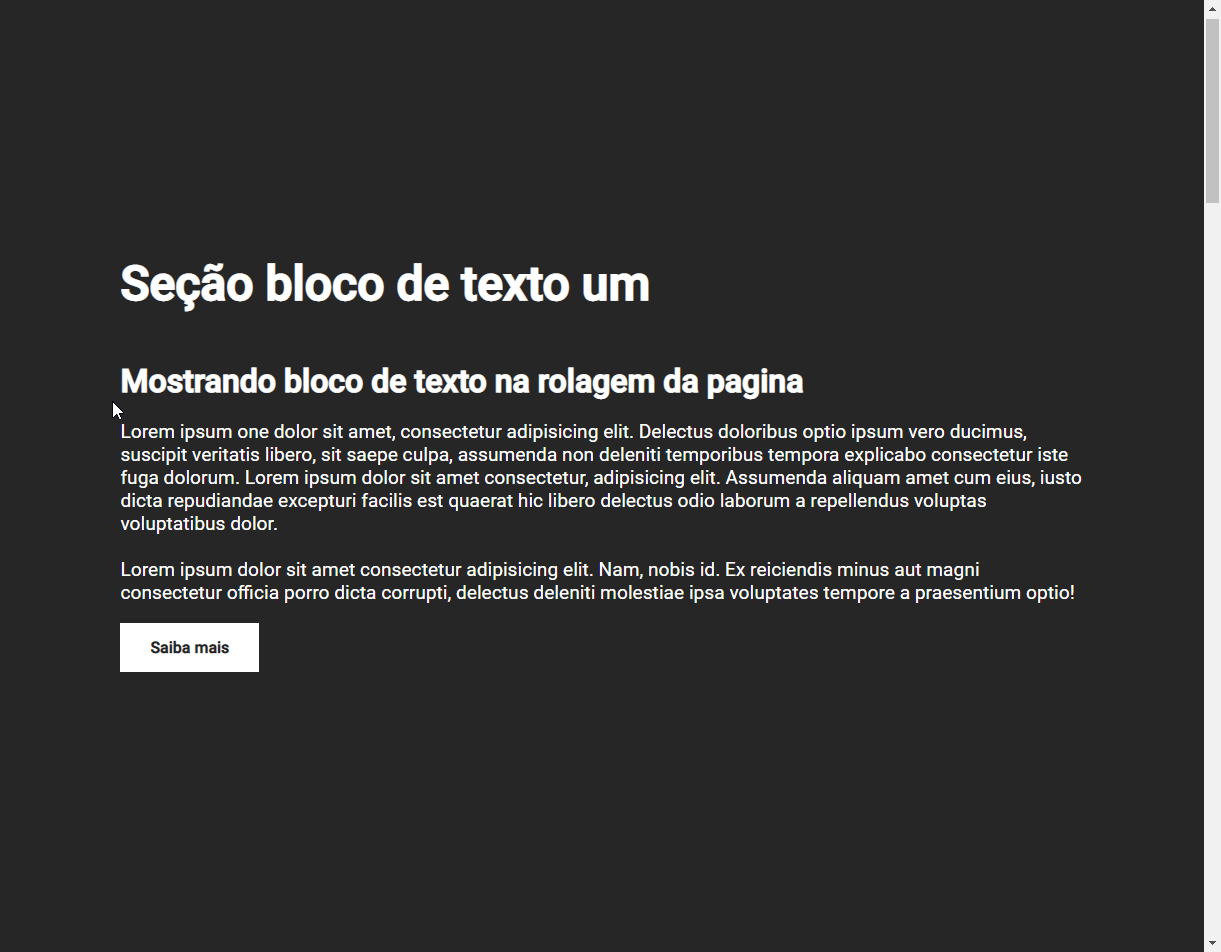 Seção bloco de texto um
Mostrando bloco de texto na rolagem da pagina
Lorem ipsum one dolor sit amet, consectetur adipisicing elit. Delectus doloribus optio ipsum vero ducimus,
suscipit veritatis libero, sit saepe culpa, assumenda non deleniti temporibus tempora explicabo consectetur iste
fuga dolorum. Lorem ipsum dolor sit amet consectetur, adipisicing elit. Assumenda aliquam amet cum eius, iusto
dicta repudiandae excepturi facilis est quaerat hic libero delectus odio laborum a repellendus voluptas
voluptatibus dolor.
Lorem ipsum dolor sit amet consectetur adipisicing elit. Nam, nobis id. Ex reiciendis minus aut magni
consectetur officia porro dicta corrupti, delectus deleniti molestiae ipsa voluptates tempore a praesentium optio!
Saiba mais